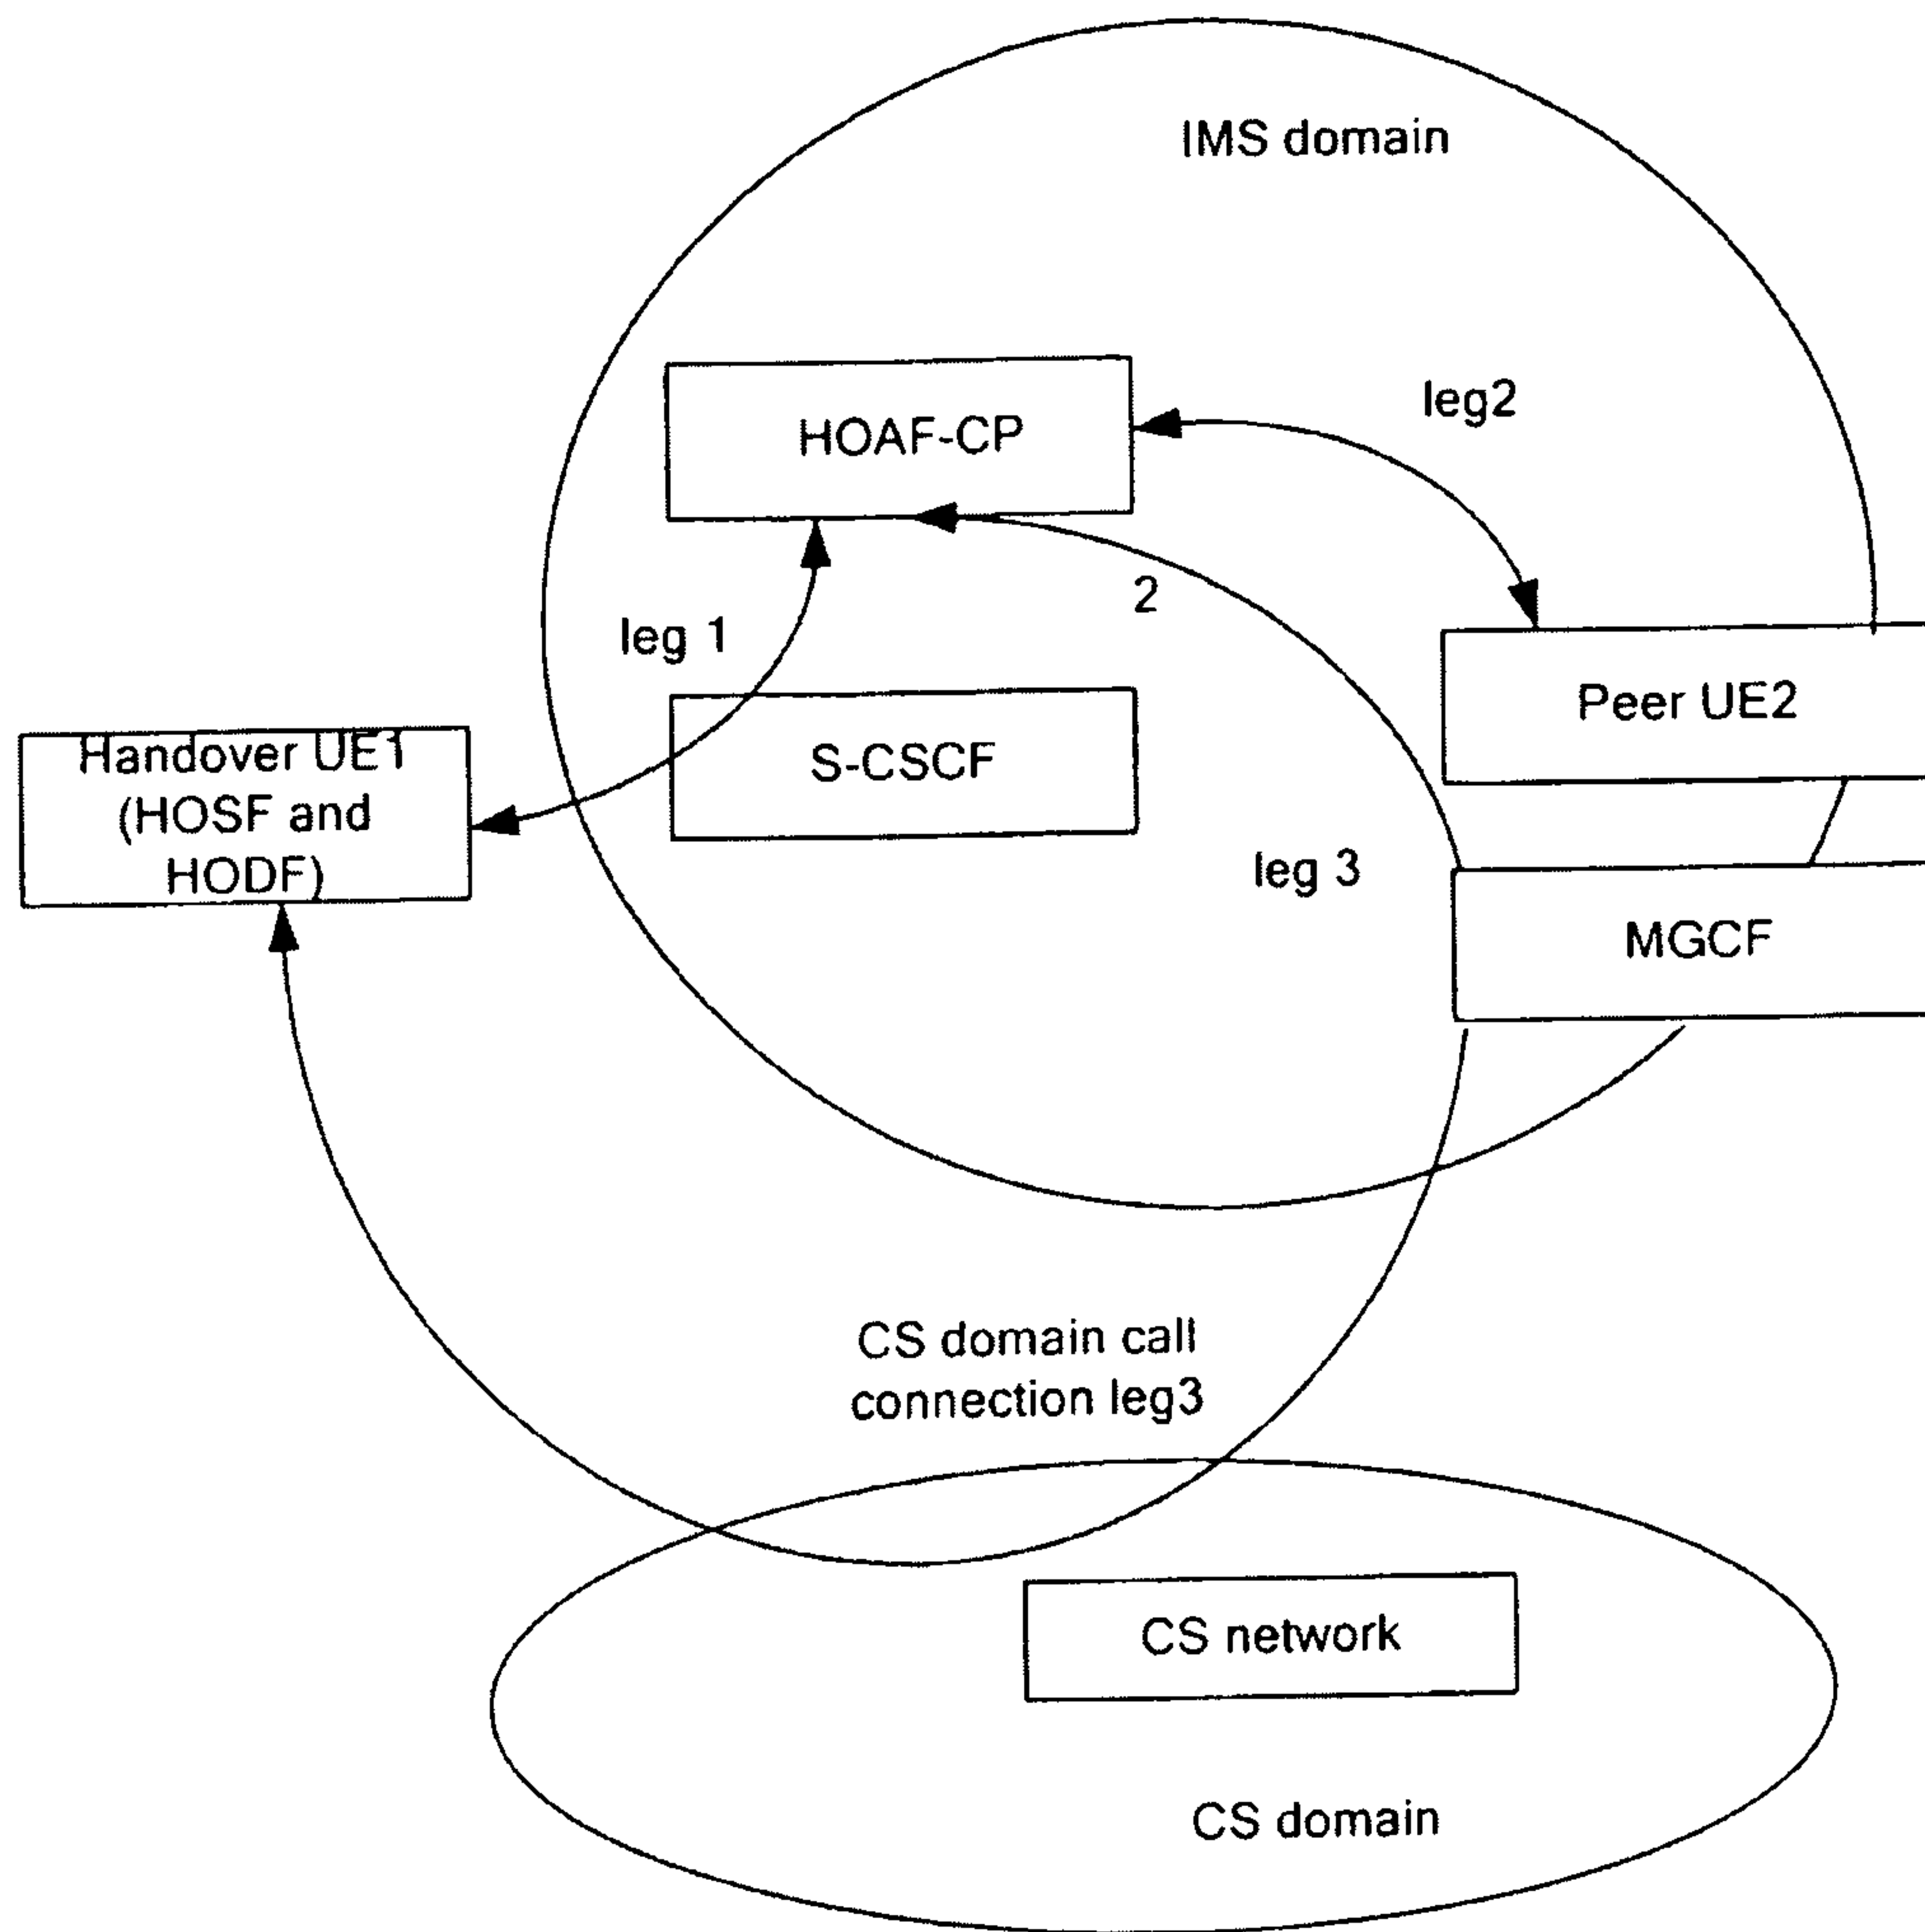 IMS domain
HOAF-CP
leg2
2
leg 1
Peer UE2
S-CSCF
Handover UE1
(HOSF and
HODF)
leg 3
MGCF
CS domain call
connection leg3
CS network
CS domain